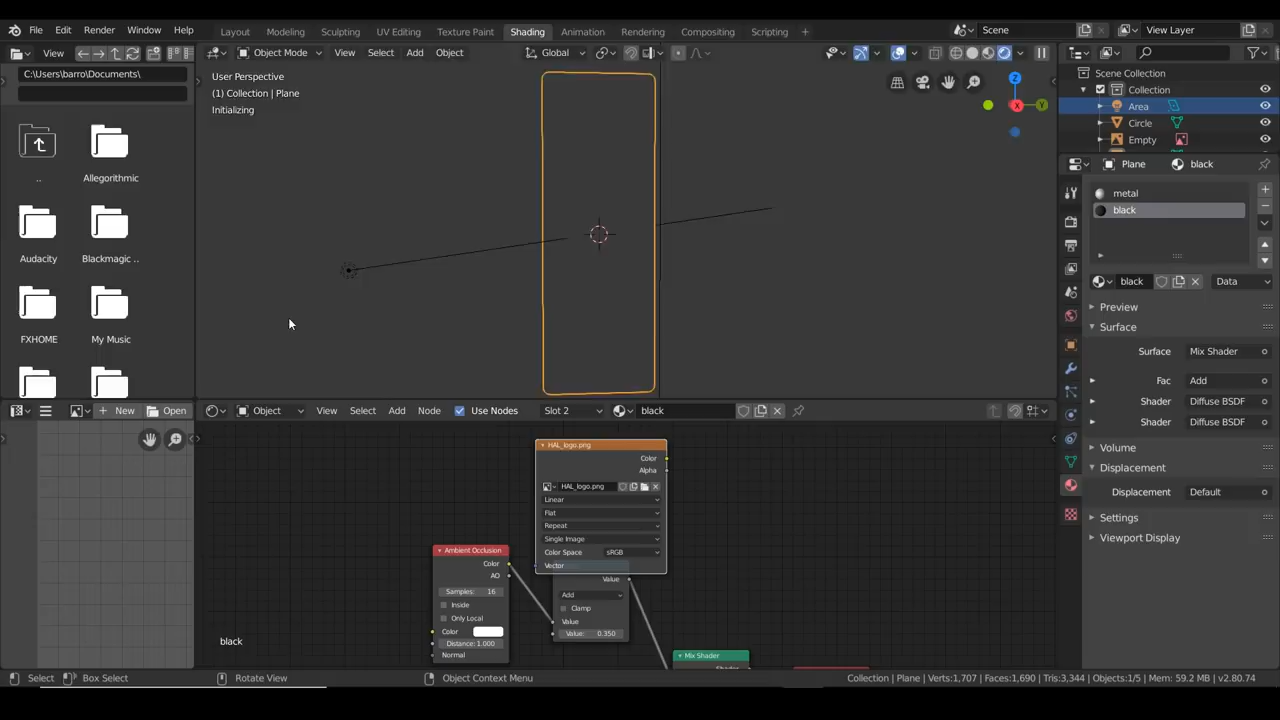 File Edit Render Window Help Layout Modeling Sculpting UV Editing Texture Paint Shading Animation Rendering Compositing Scripting Scene View Layer
View Object Mode View Select Add Object Global
C:\Users\barro\Documents\
User Perspective
(1) Collection | Plane
Initializing
Z
X
Y
Scene Collection
Collection
Area
Circle
Empty
Plane black
metal
black
black Data
Preview
Surface
Surface Mix Shader
Fac Add
Shader Diffuse BSDF
Shader Diffuse BSDF
Volume
Displacement
Displacement Default
Settings
Viewport Display
..
Allegorithmic
Audacity
Blackmagic ..
FXHOME
My Music
New Open
Object View Select Add Node Use Nodes Slot 2 black
HAL_logo.png
Color
Alpha
HAL_logo.png
Linear
Flat
Repeat
Single Image
Color Space sRGB
Vector
Ambient Occlusion
Color
AO
Samples: 16
Inside
Only Local
Color
Distance: 1.000
Normal
Value
Add
Clamp
Value
Value: 0.350
Mix Shader
black
Select Box Select Rotate View Object Context Menu Collection | Plane | Verts:1,707 | Faces:1,690 | Tris:3,344 | Objects:1/5 | Mem: 59.2 MB | v2.80.74